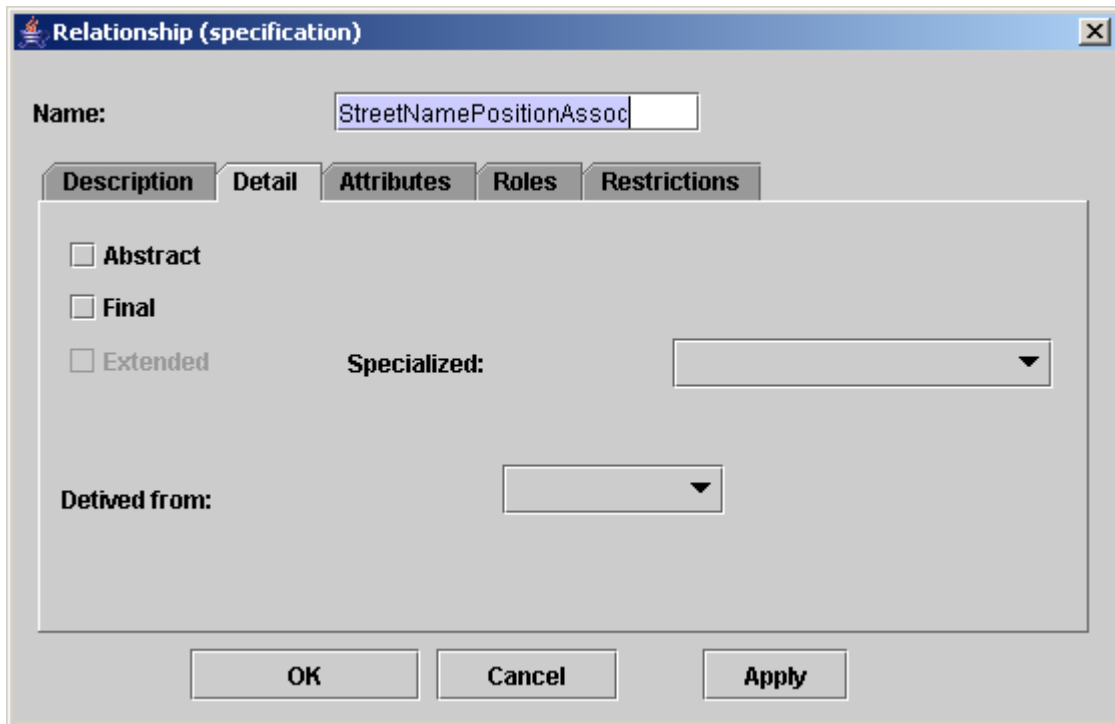 Relationship (specification)
Name: StreetNamePositionAssoc
Description Detail Attributes Roles Restrictions
Abstract
Final
Extended Specialized:
Detived from:
OK Cancel Apply